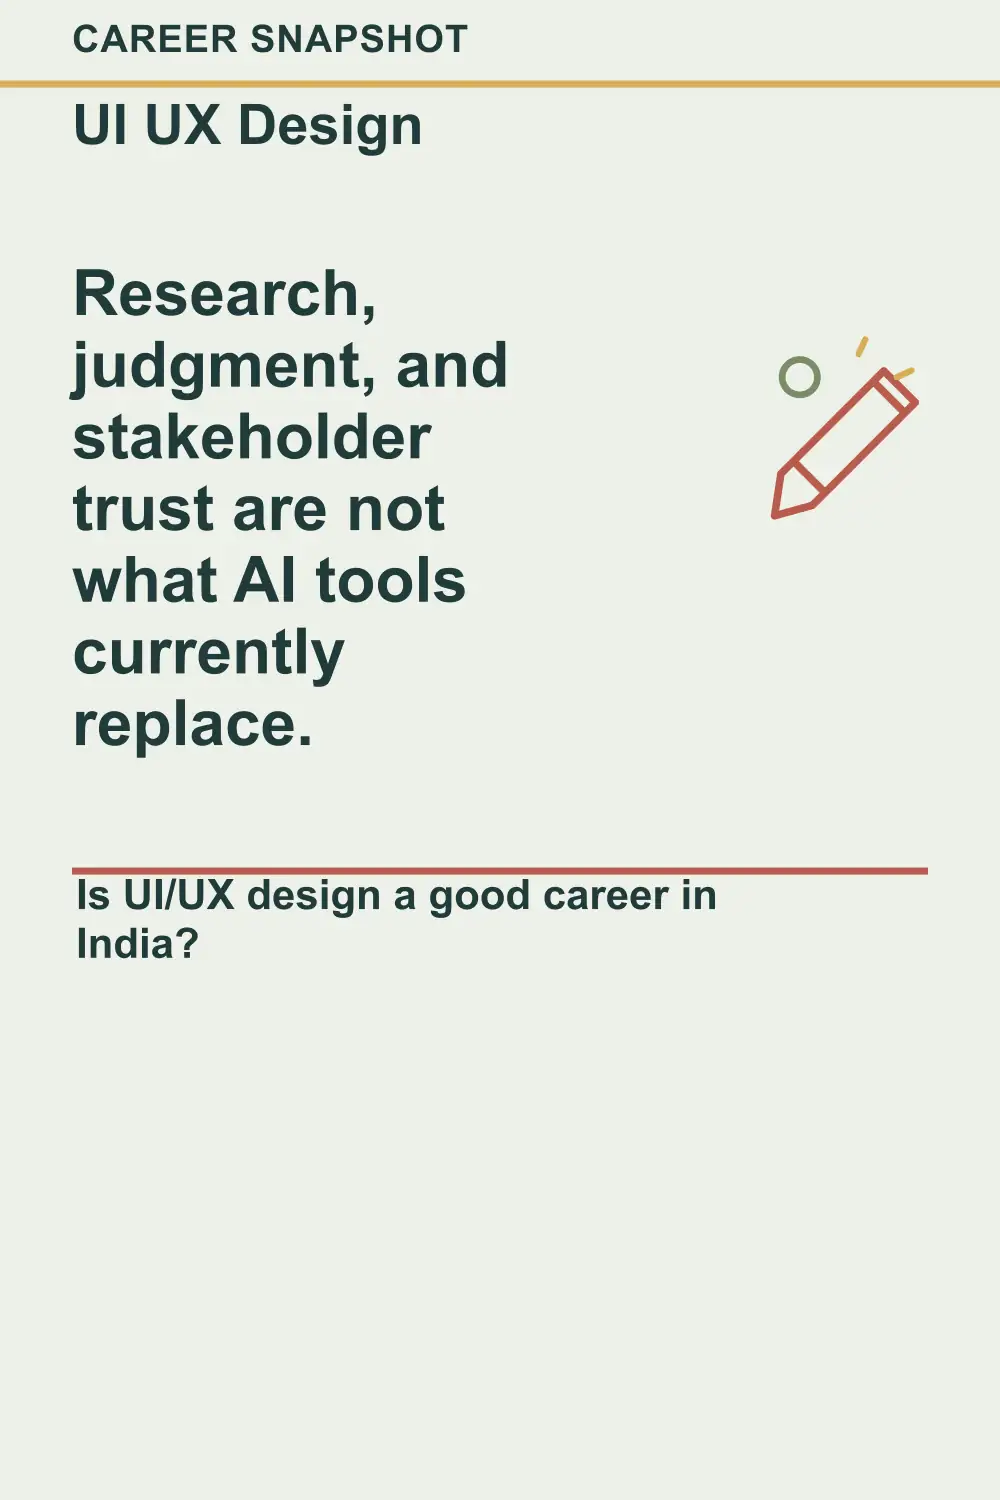 CAREER SNAPSHOT
UI UX Design
Research,
judgment, and
stakeholder
trust are not
what AI tools
currently
replace.
Is UI/UX design a good career in
India?